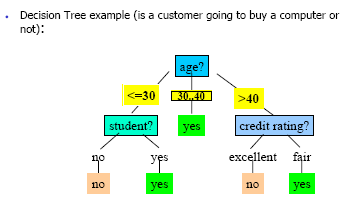 • Decision Tree example (is a customer going to buy a computer or
not):
age?
<=30 30..40 >40
student? yes credit rating?
no yes excellent fair
no yes no yes